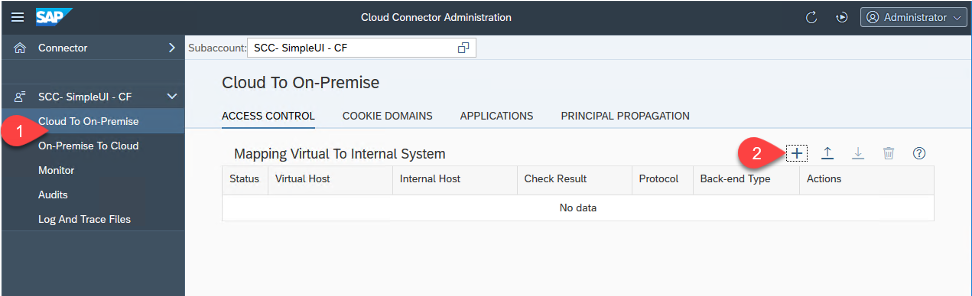 SAP Cloud Connector Administration Administrator
Connector Subaccount: SCC- SimpleUI - CF
SCC- SimpleUI - CF
Cloud To On-Premise
On-Premise To Cloud
Monitor
Audits
Log And Trace Files
1
Cloud To On-Premise
ACCESS CONTROL COOKIE DOMAINS APPLICATIONS PRINCIPAL PROPAGATION
Mapping Virtual To Internal System 2
Status Virtual Host Internal Host Check Result Protocol Back-end Type Actions
No data